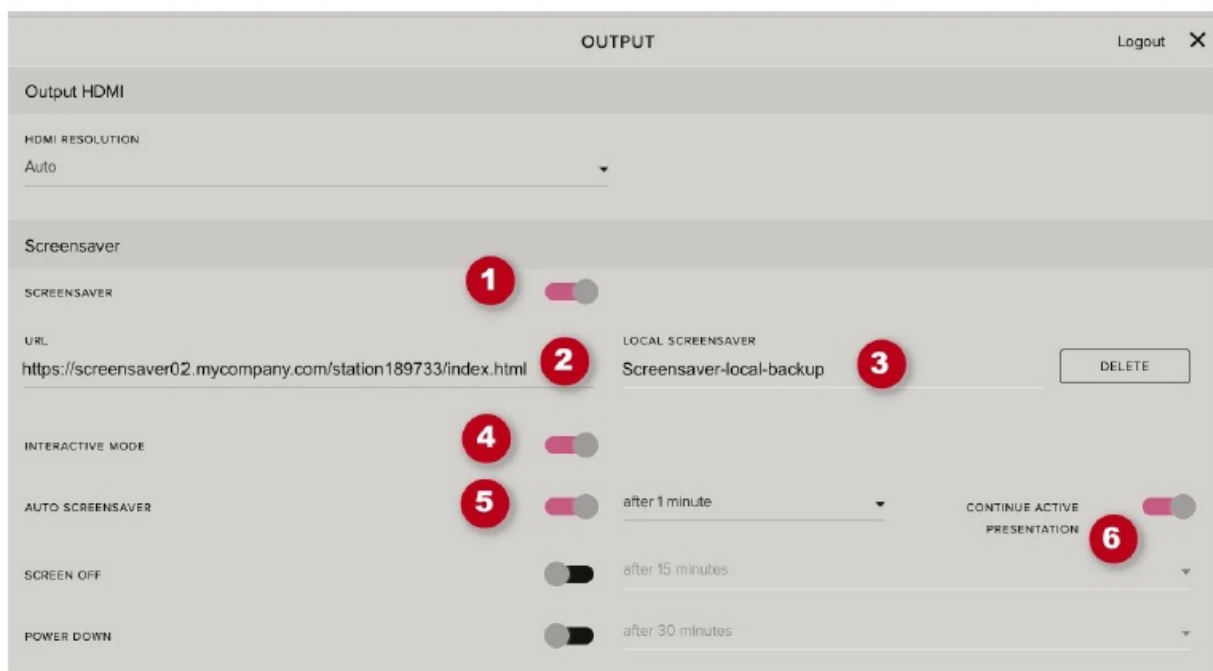 OUTPUT
Logout X
Output HDMI
HDMI RESOLUTION
Auto
Screensaver
SCREENSAVER
1
URL
https://screensaver02.mycompany.com/station189733/index.html
2
LOCAL SCREENSAVER
Screensaver-local-backup
3
DELETE
INTERACTIVE MODE
4
AUTO SCREENSAVER
5
after 1 minute
CONTINUE ACTIVE
PRESENTATION
6
SCREEN OFF
after 15 minutes
POWER DOWN
after 30 minutes